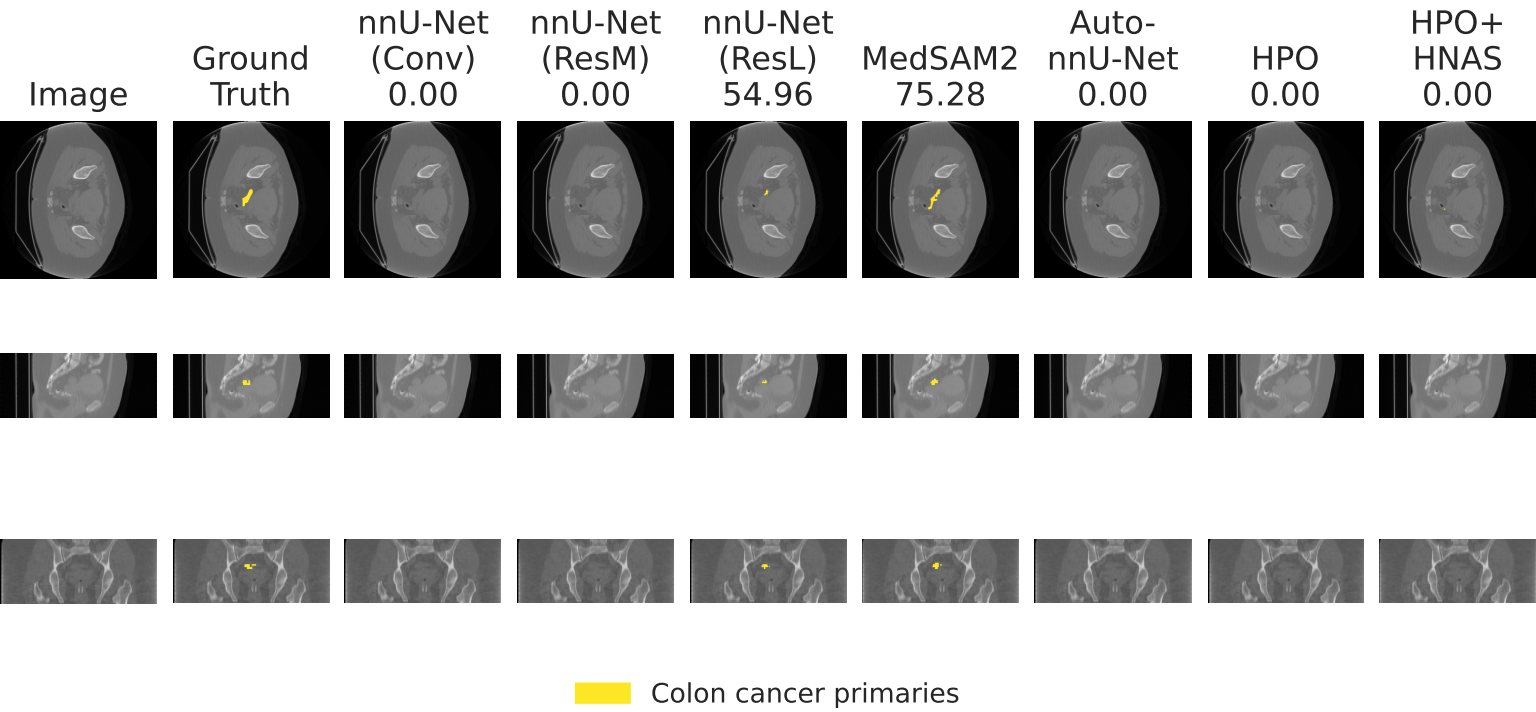 Image
Ground
Truth
nnU-Net
(Conv)
0.00
nnU-Net
(ResM)
0.00
nnU-Net
(ResL)
54.96
MedSAM2
75.28
Auto-
nnU-Net
0.00
HPO
0.00
HPO+
HNAS
0.00
Colon cancer primaries